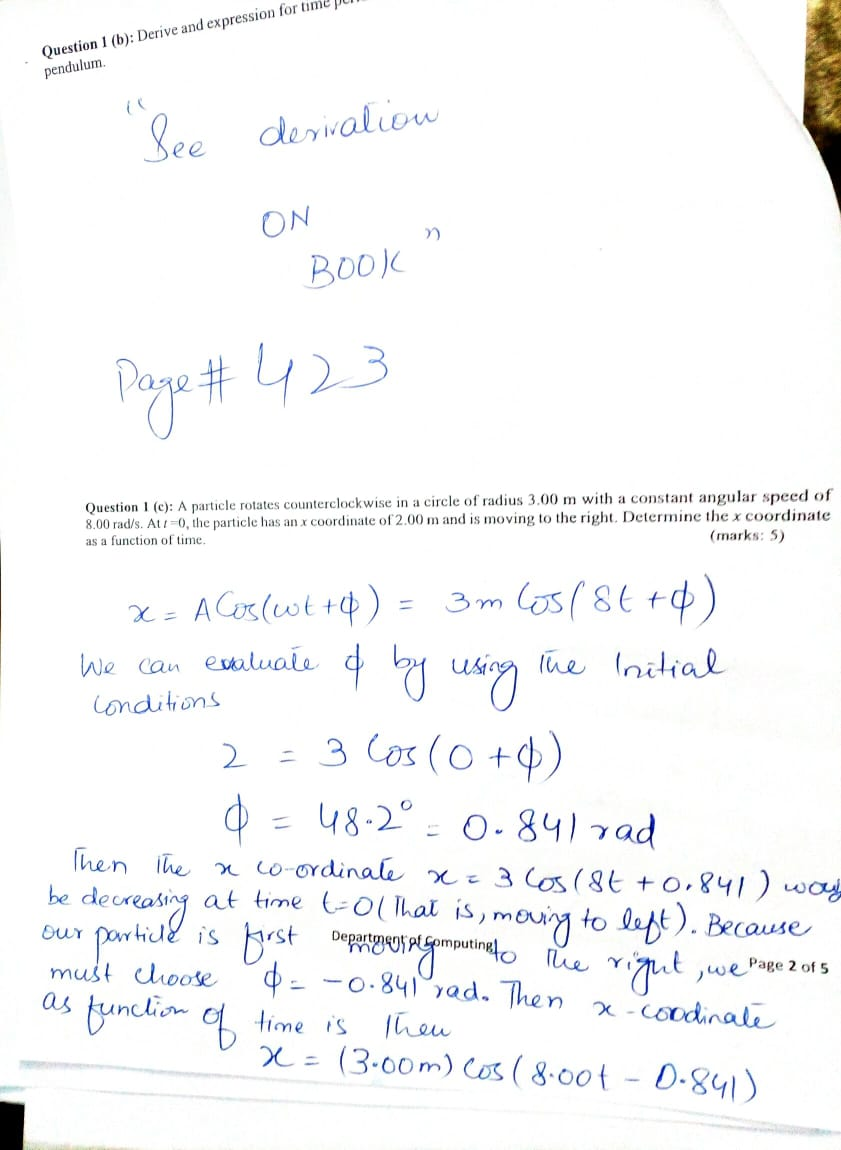 Question 1 (b): Derive and expression for time
pendulum.
"See derivation
ON
BOOK"
Page # 423
Question 1 (c): A particle rotates counterclockwise in a circle of radius 3.00 m with a constant angular speed of
8.00 rad/s. At t =0, the particle has an x coordinate of 2.00 m and is moving to the right. Determine the x coordinate
as a function of time. (marks: 5)
x = A Cos(ωt + φ) = 3m Cos(8t + φ)
We can evaluate φ by using the Initial
Conditions
2 = 3 Cos(0 + φ)
φ = 48.2° = 0.841 rad
Then the x co-ordinate x = 3 Cos(8t + 0.841)
be decreasing at time t=0 (That is, moving to left). Because
our particle is first moving to the right, we
Department of Computing
Page 2 of 5
must choose φ = -0.841 rad. Then x-coodinate
as function of time is then
x = (3.00m) Cos(8.00t - 0.841)